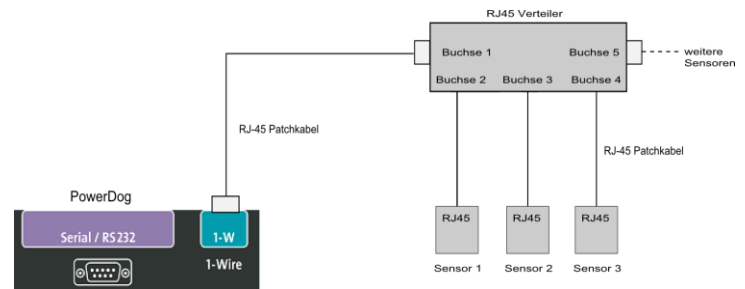 RJ45 Verteiler
Buchse 1
Buchse 5
weitere
Sensoren
Buchse 2
Buchse 3
Buchse 4
RJ-45 Patchkabel
RJ-45 Patchkabel
PowerDog
RJ45
RJ45
RJ45
Serial / RS232
1-W
1-Wire
Sensor 1
Sensor 2
Sensor 3